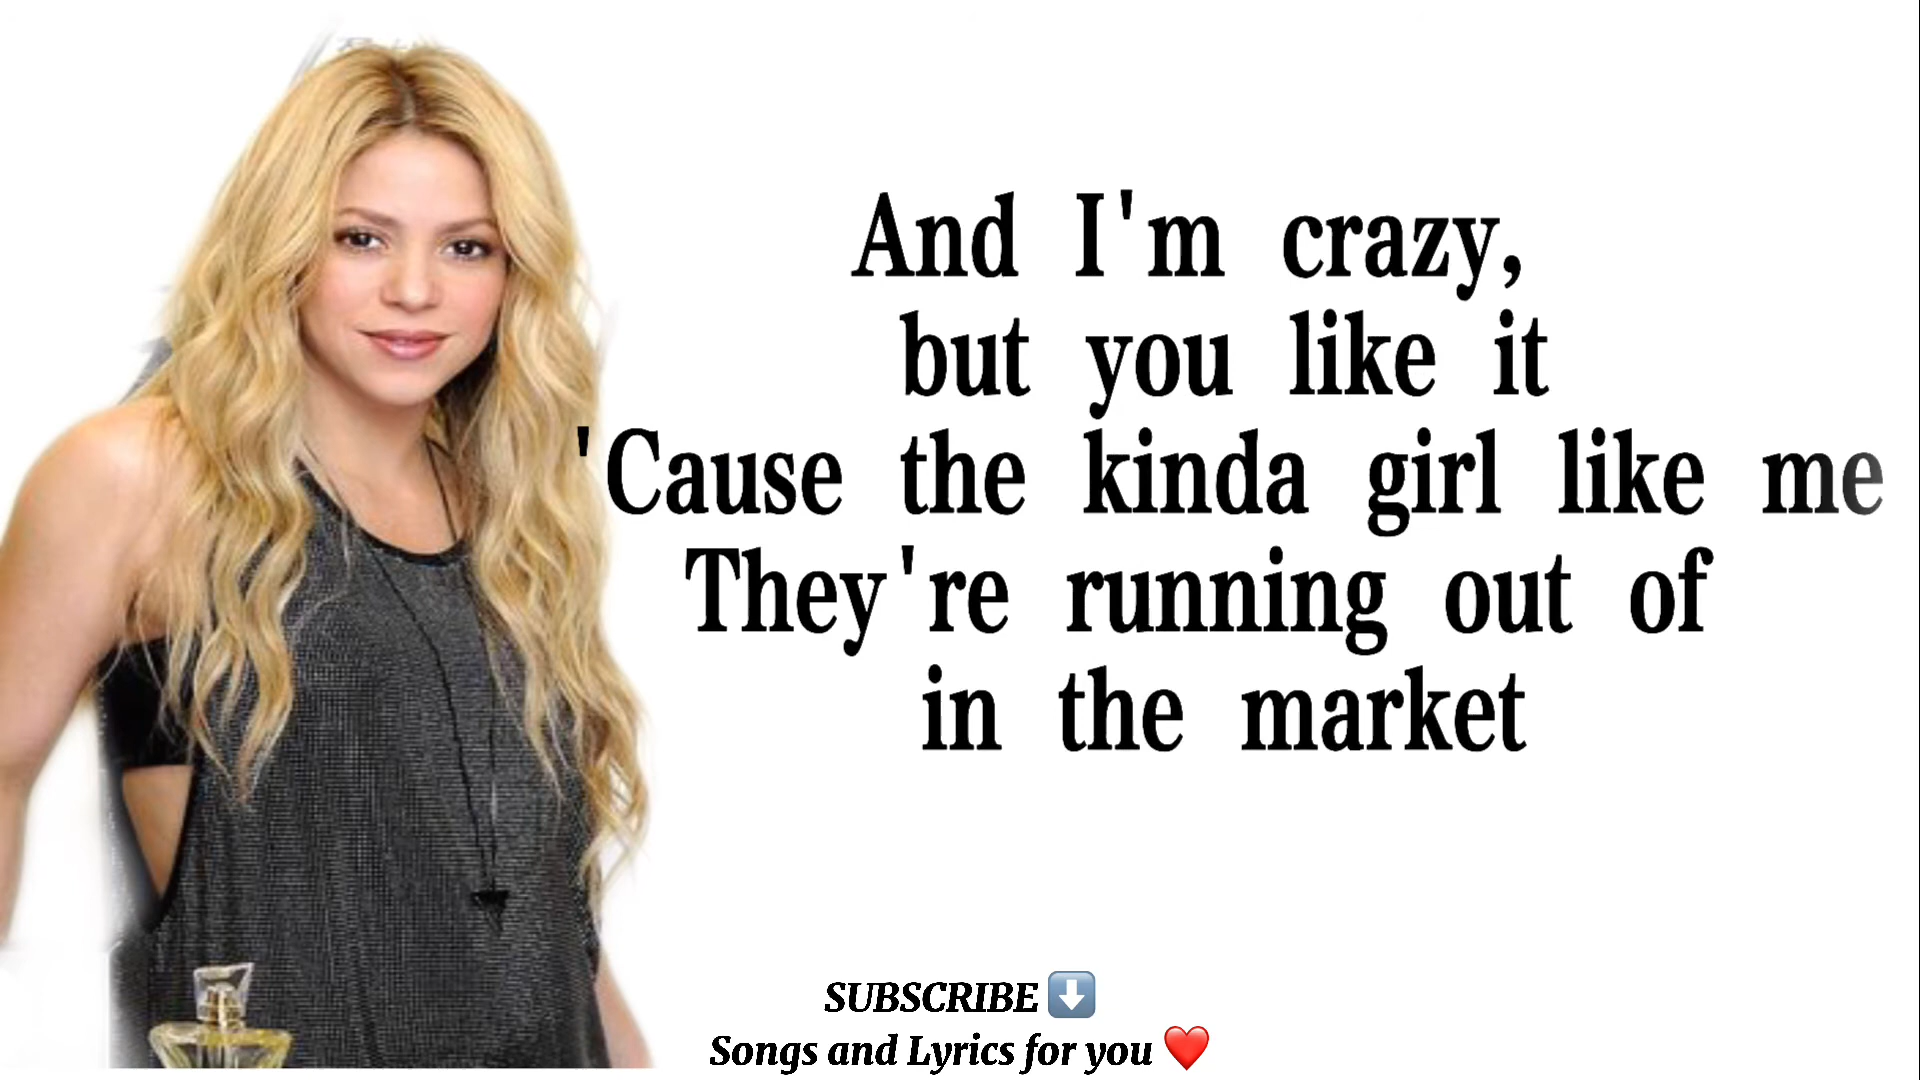 And I'm crazy,
but you like it
'Cause the kinda girl like me
They're running out of
in the market
SUBSCRIBE ⬇️
Songs and Lyrics for you ❤️